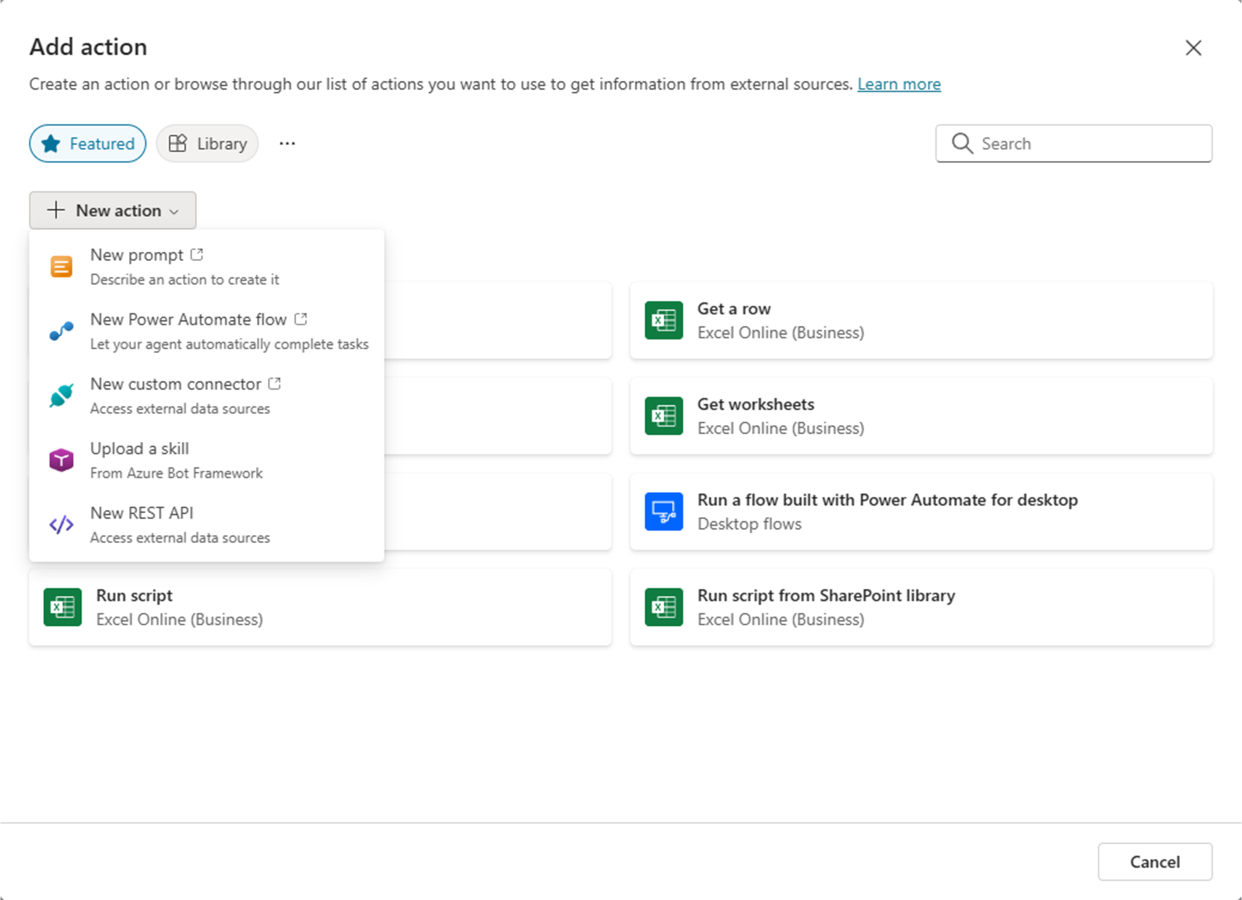 Add action
Create an action or browse through our list of actions you want to use to get information from external sources. Learn more
Featured
Library
...
Search
New action
New prompt
Describe an action to create it
New Power Automate flow
Let your agent automatically complete tasks
New custom connector
Access external data sources
Upload a skill
From Azure Bot Framework
New REST API
Access external data sources
Get a row
Excel Online (Business)
Get worksheets
Excel Online (Business)
Run a flow built with Power Automate for desktop
Desktop flows
Run script
Excel Online (Business)
Run script from SharePoint library
Excel Online (Business)
Cancel